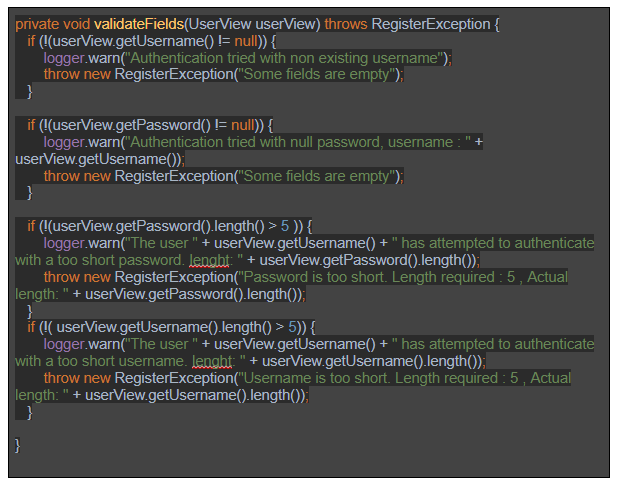 private void validateFields(UserView userView) throws RegisterException {
if (!(userView.getUsername() != null)) {
logger.warn("Authentication tried with non existing username");
throw new RegisterException("Some fields are empty");
}
if (!(userView.getPassword() != null)) {
logger.warn("Authentication tried with null password, username : " +
userView.getUsername());
throw new RegisterException("Some fields are empty");
}
if (!(userView.getPassword().length() > 5 )) {
logger.warn("The user " + userView.getUsername() + " has attempted to authenticate
with a too short password. lenght: " + userView.getPassword().length());
throw new RegisterException("Password is too short. Length required : 5 , Actual
length: " + userView.getPassword().length());
}
if (!( userView.getUsername().length() > 5)) {
logger.warn("The user " + userView.getUsername() + " has attempted to authenticate
with a too short username. lenght: " + userView.getUsername().length());
throw new RegisterException("Username is too short. Length required : 5 , Actual
length: " + userView.getUsername().length());
}
}